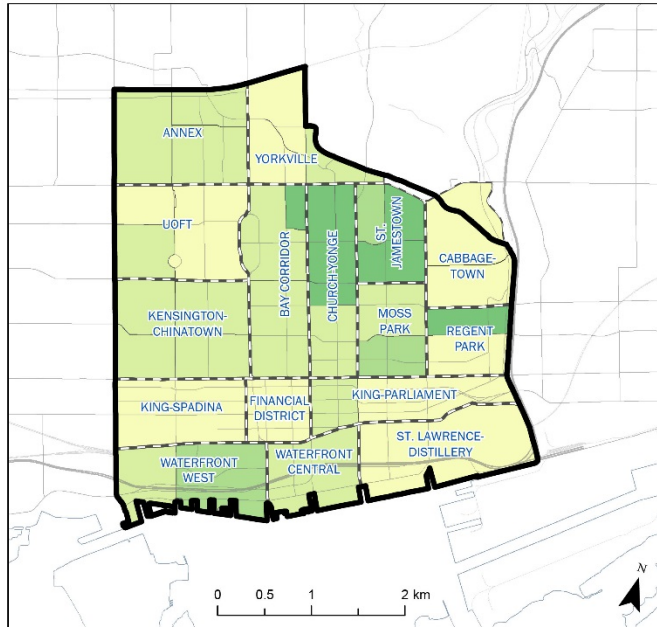 ANNEX
YORKVILLE
UOFT
BAY CORRIDOR
CHURCH-YONGE
ST.
JAMESTOWN
CABBAGE-
TOWN
KENSINGTON-
CHINATOWN
MOSS
PARK
REGENT
PARK
KING-SPADINA
FINANCIAL
DISTRICT
KING-PARLIAMENT
ST. LAWRENCE-
DISTILLERY
WATERFRONT
WEST
WATERFRONT
CENTRAL
0 0.5 1 2 km
N